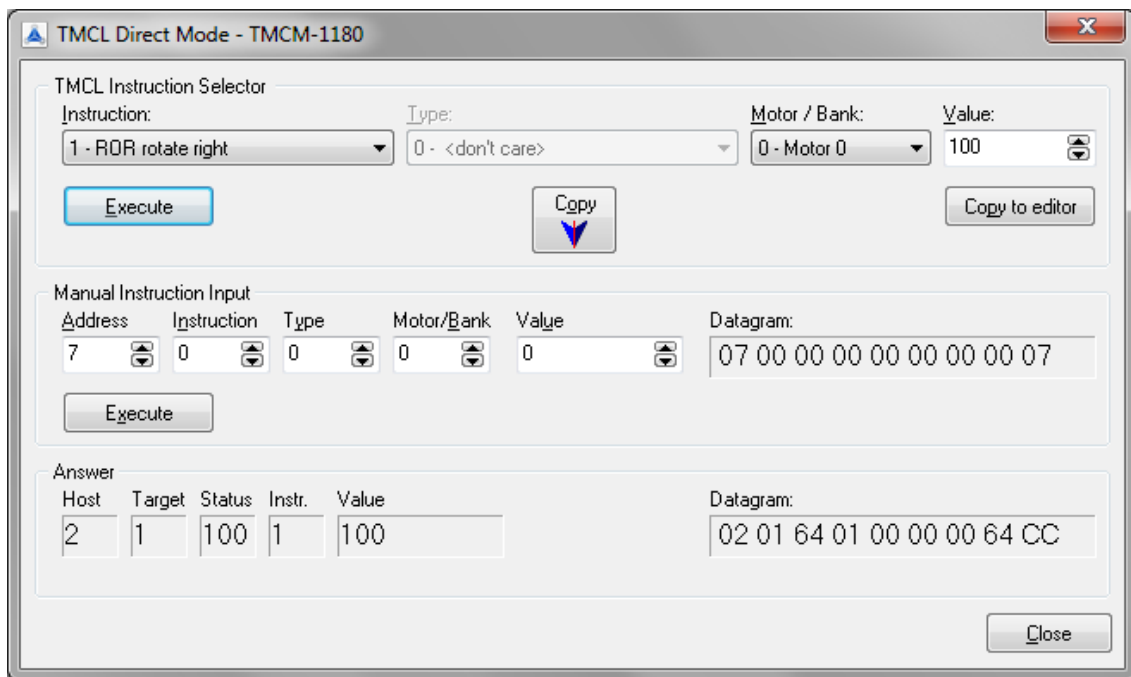 TMCL Direct Mode - TMCM-1180
TMCL Instruction Selector
Instruction: Type: Motor / Bank: Value:
1 - ROR rotate right 0 - <don't care> 0 - Motor 0 100
Execute Copy Copy to editor
Manual Instruction Input
Address Instruction Type Motor/Bank Value Datagram:
7 0 0 0 0 07 00 00 00 00 00 00 00 07
Execute
Answer
Host Target Status Instr. Value Datagram:
2 1 100 1 100 02 01 64 01 00 00 00 64 CC
Close